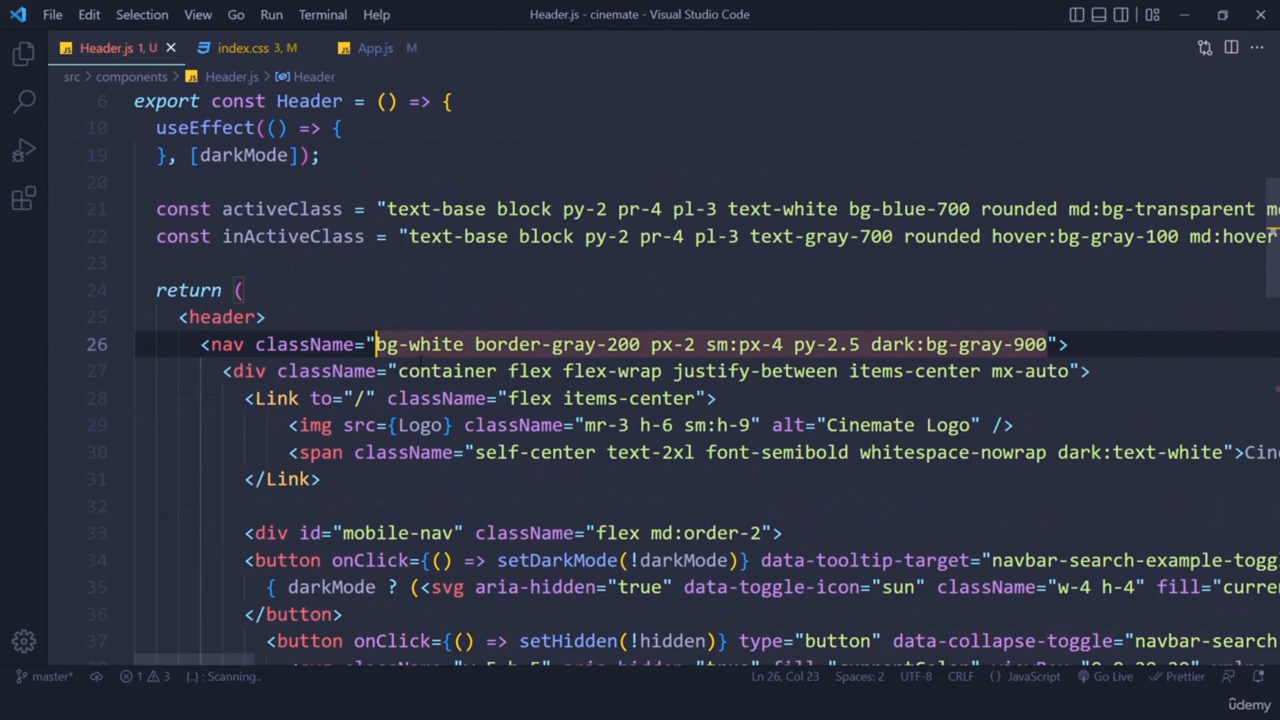 File Edit Selection View Go Run Terminal Help Header.js - cinemate - Visual Studio Code
Header.js 1, U index.css 3, M App.js M
src > components > Header.js > Header
6 export const Header = () => {
10 useEffect(() => {
19 }, [darkMode]);
20
21 const activeClass = "text-base block py-2 pr-4 pl-3 text-white bg-blue-700 rounded md:bg-transparent
22 const inActiveClass = "text-base block py-2 pr-4 pl-3 text-gray-700 rounded hover:bg-gray-100 md:hover
23
24 return (
25 <header>
26 <nav className="bg-white border-gray-200 px-2 sm:px-4 py-2.5 dark:bg-gray-900">
27 <div className="container flex flex-wrap justify-between items-center mx-auto">
28 <Link to="/" className="flex items-center">
29 <img src={Logo} className="mr-3 h-6 sm:h-9" alt="Cinemate Logo" />
30 <span className="self-center text-2xl font-semibold whitespace-nowrap dark:text-white">Cin
31 </Link>
32
33 <div id="mobile-nav" className="flex md:order-2">
34 <button onClick={() => setDarkMode(!darkMode)} data-tooltip-target="navbar-search-example-togg
35 { darkMode ? (<svg aria-hidden="true" data-toggle-icon="sun" className="w-4 h-4" fill="curre
36 </button>
37 <button onClick={() => setHidden(!hidden)} type="button" data-collapse-toggle="navbar-search
master* 1 3 {..} : Scanning.. Ln 26, Col 23 Spaces: 2 UTF-8 CRLF {} JavaScript Go Live Prettier
ûdemy